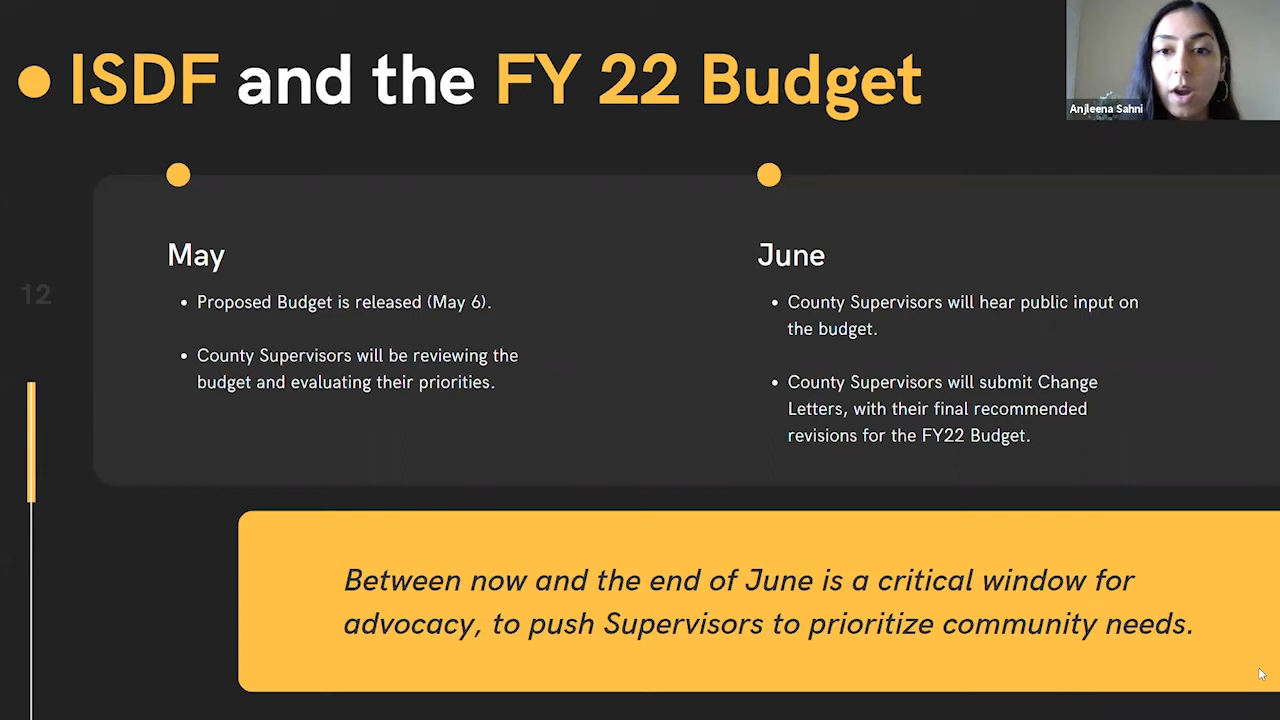 ISDF and the FY 22 Budget
Anjleena Sahni
May
• Proposed Budget is released (May 6).
• County Supervisors will be reviewing the
budget and evaluating their priorities.
June
• County Supervisors will hear public input on
the budget.
• County Supervisors will submit Change
Letters, with their final recommended
revisions for the FY22 Budget.
12
Between now and the end of June is a critical window for
advocacy, to push Supervisors to prioritize community needs.